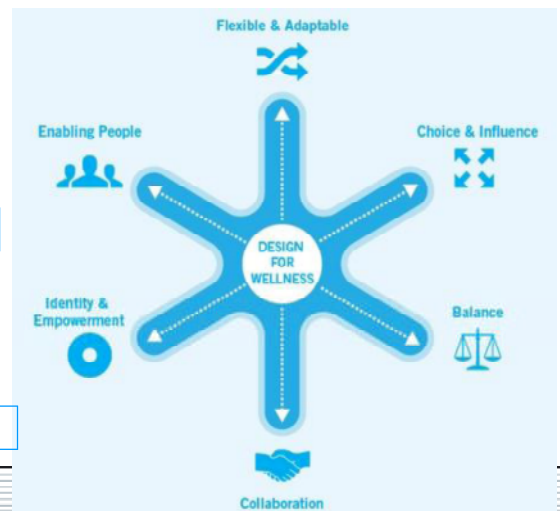 Flexible & Adaptable
Enabling People
Choice & Influence
DESIGN
FOR
WELLNESS
Identity &
Empowerment
Balance
Collaboration